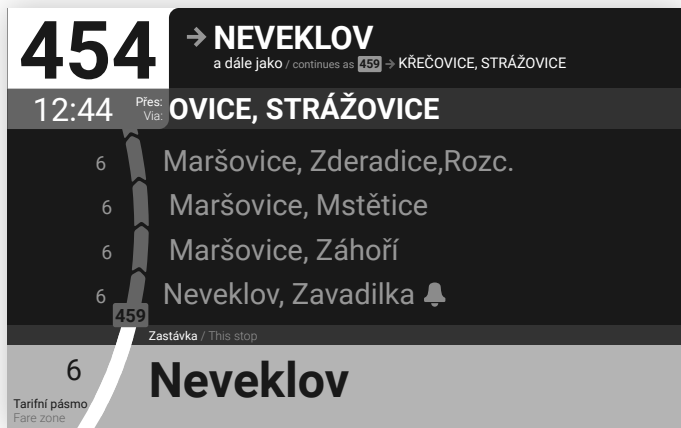 454
→ NEVEKLOV
a dále jako / continues as 459 → KŘEČOVICE, STRÁŽOVICE
12:44
Přes:
Via:
OVICE, STRÁŽOVICE
6 Maršovice, Zderadice,Rozc.
6 Maršovice, Mstětice
6 Maršovice, Záhoří
6 Neveklov, Zavadilka
459
Zastávka / This stop
6 Neveklov
Tarifní pásmo
Fare zone